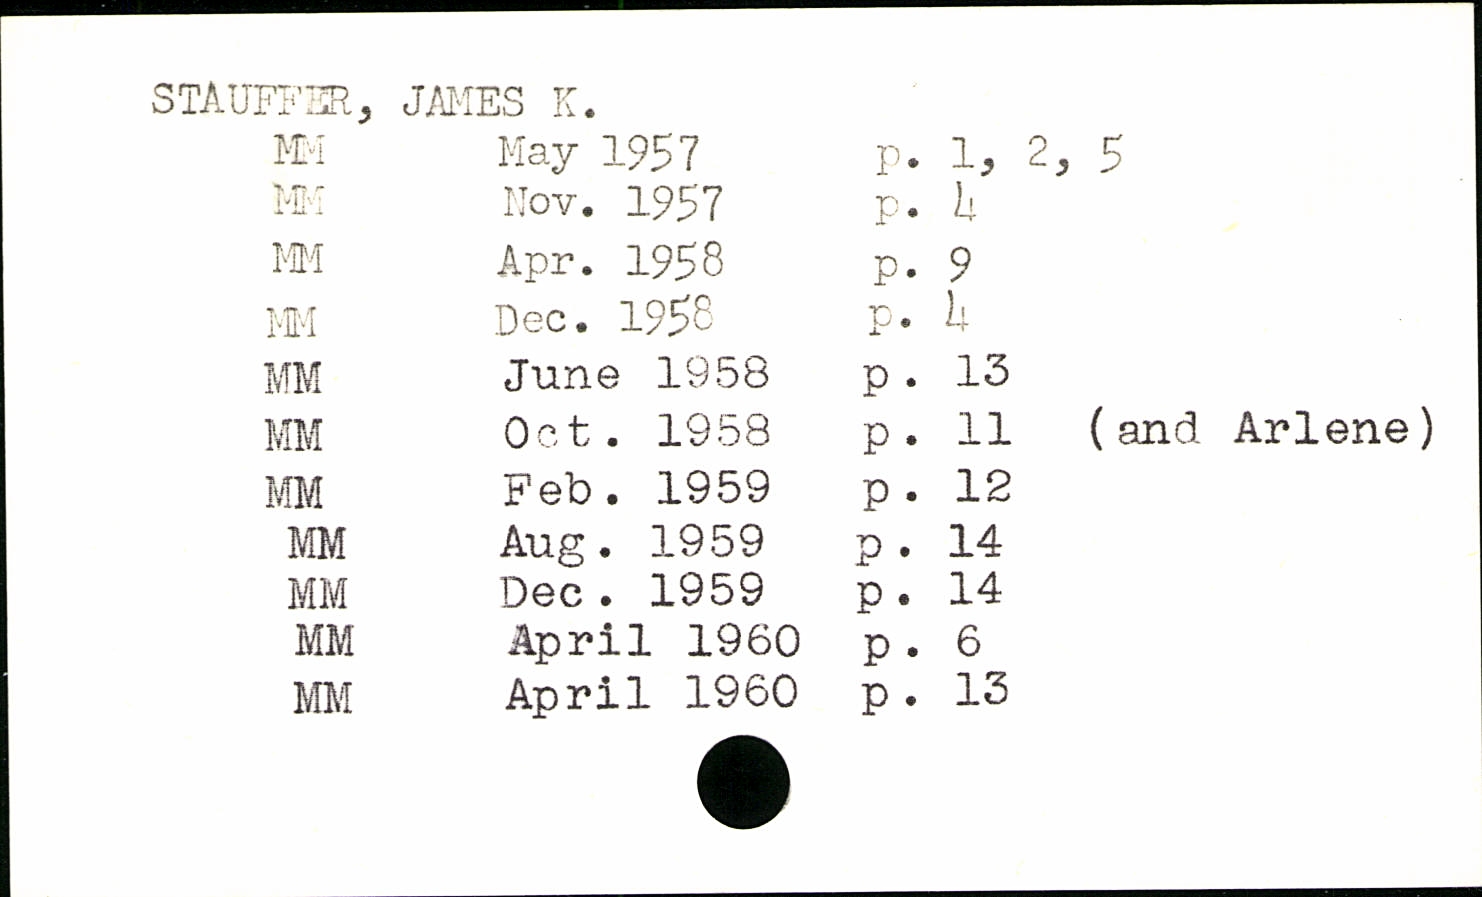 STAUFFER, JAMES K.
MM May 1957 p. 1, 2, 5
MM Nov. 1957 p. 4
MM Apr. 1958 p. 9
MM Dec. 1958 p. 4
MM June 1958 p. 13
MM Oct. 1958 p. 11 (and Arlene)
MM Feb. 1959 p. 12
MM Aug. 1959 p. 14
MM Dec. 1959 p. 14
MM April 1960 p. 6
MM April 1960 p. 13